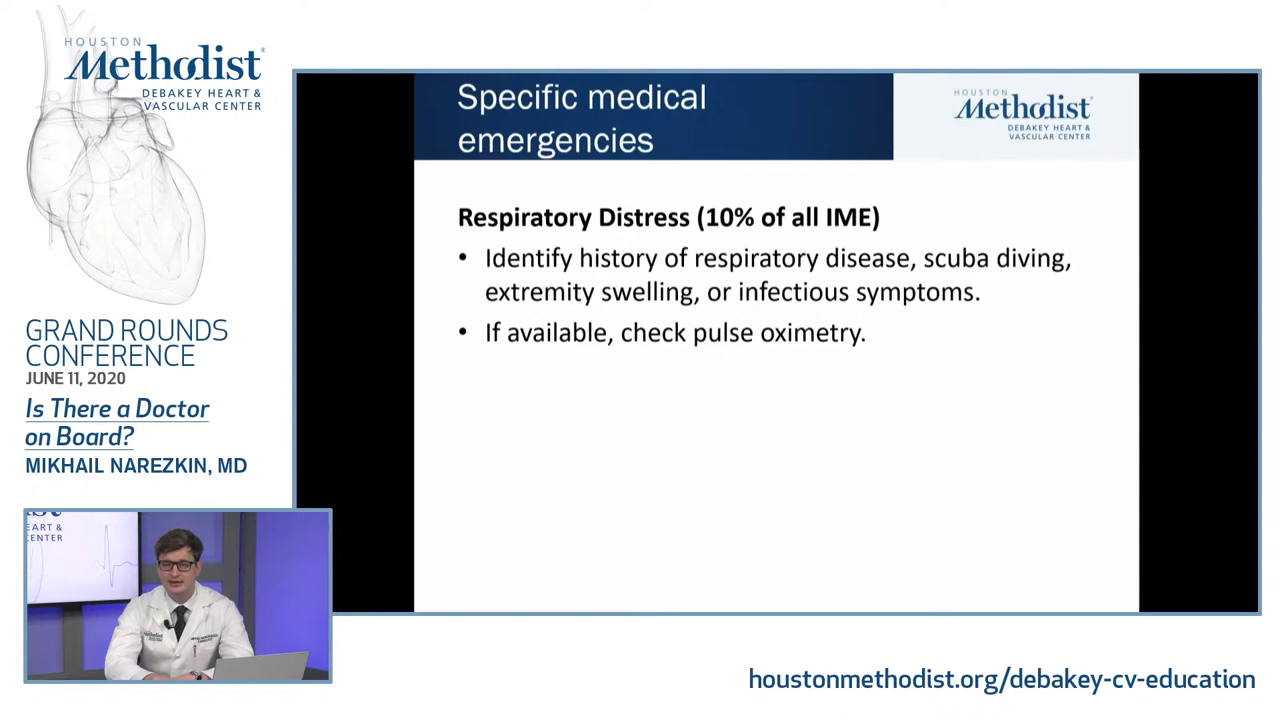 HOUSTON
Methodist
DEBAKEY HEART &
VASCULAR CENTER
GRAND ROUNDS
CONFERENCE
JUNE 11, 2020
Is There a Doctor
on Board?
MIKHAIL NAREZKIN, MD
Specific medical
emergencies
HOUSTON
Methodist
DEBAKEY HEART &
VASCULAR CENTER
Respiratory Distress (10% of all IME)
• Identify history of respiratory disease, scuba diving,
extremity swelling, or infectious symptoms.
• If available, check pulse oximetry.
EART &
CENTER
Methodist
houstonmethodist.org/debakey-cv-education